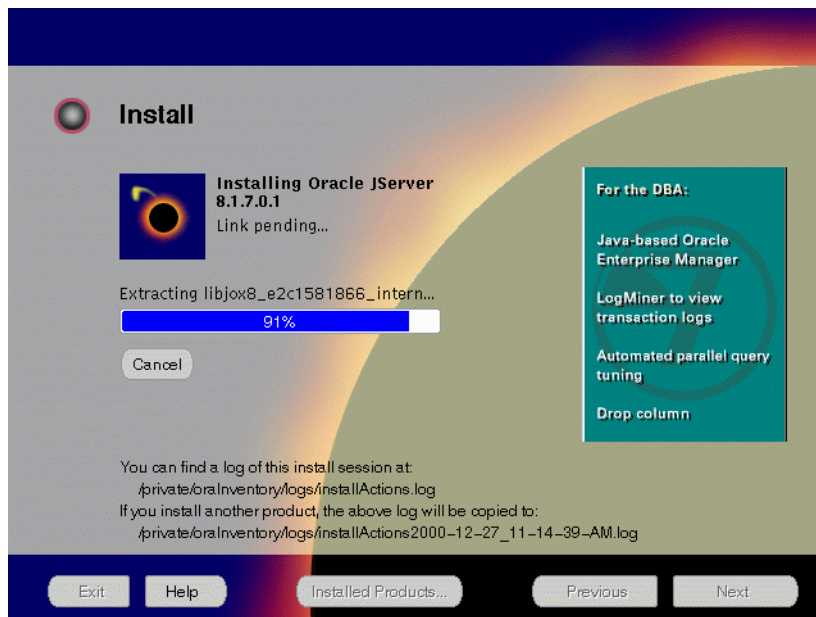 Install
Installing Oracle JServer
8.1.7.0.1
Link pending...
Extracting libjox8_e2c1581866_intern...
91%
Cancel
For the DBA:
Java-based Oracle
Enterprise Manager
LogMiner to view
transaction logs
Automated parallel query
tuning
Drop column
You can find a log of this install session at:
/private/oraInventory/logs/installActions.log
If you install another product, the above log will be copied to:
/private/oraInventory/logs/installActions2000-12-27_11-14-39-AM.log
Exit
Help
Installed Products...
Previous
Next